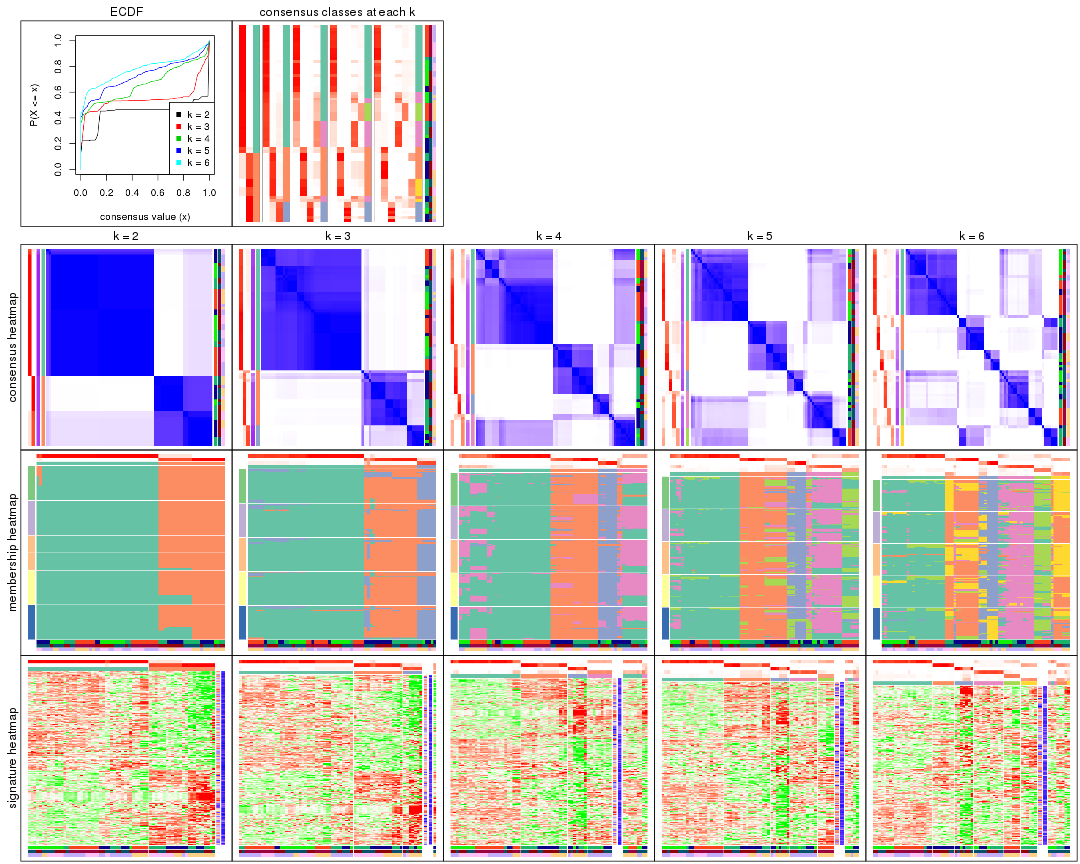 ECDF
consensus classes at each k
P(X <= x)
1.0
0.8
0.6
0.4
0.2
0.0
k = 2
k = 3
k = 4
k = 5
k = 6
0.0 0.2 0.4 0.6 0.8 1.0
consensus value (x)
k = 2 k = 3 k = 4 k = 5 k = 6
consensus heatmap
membership heatmap
signature heatmap